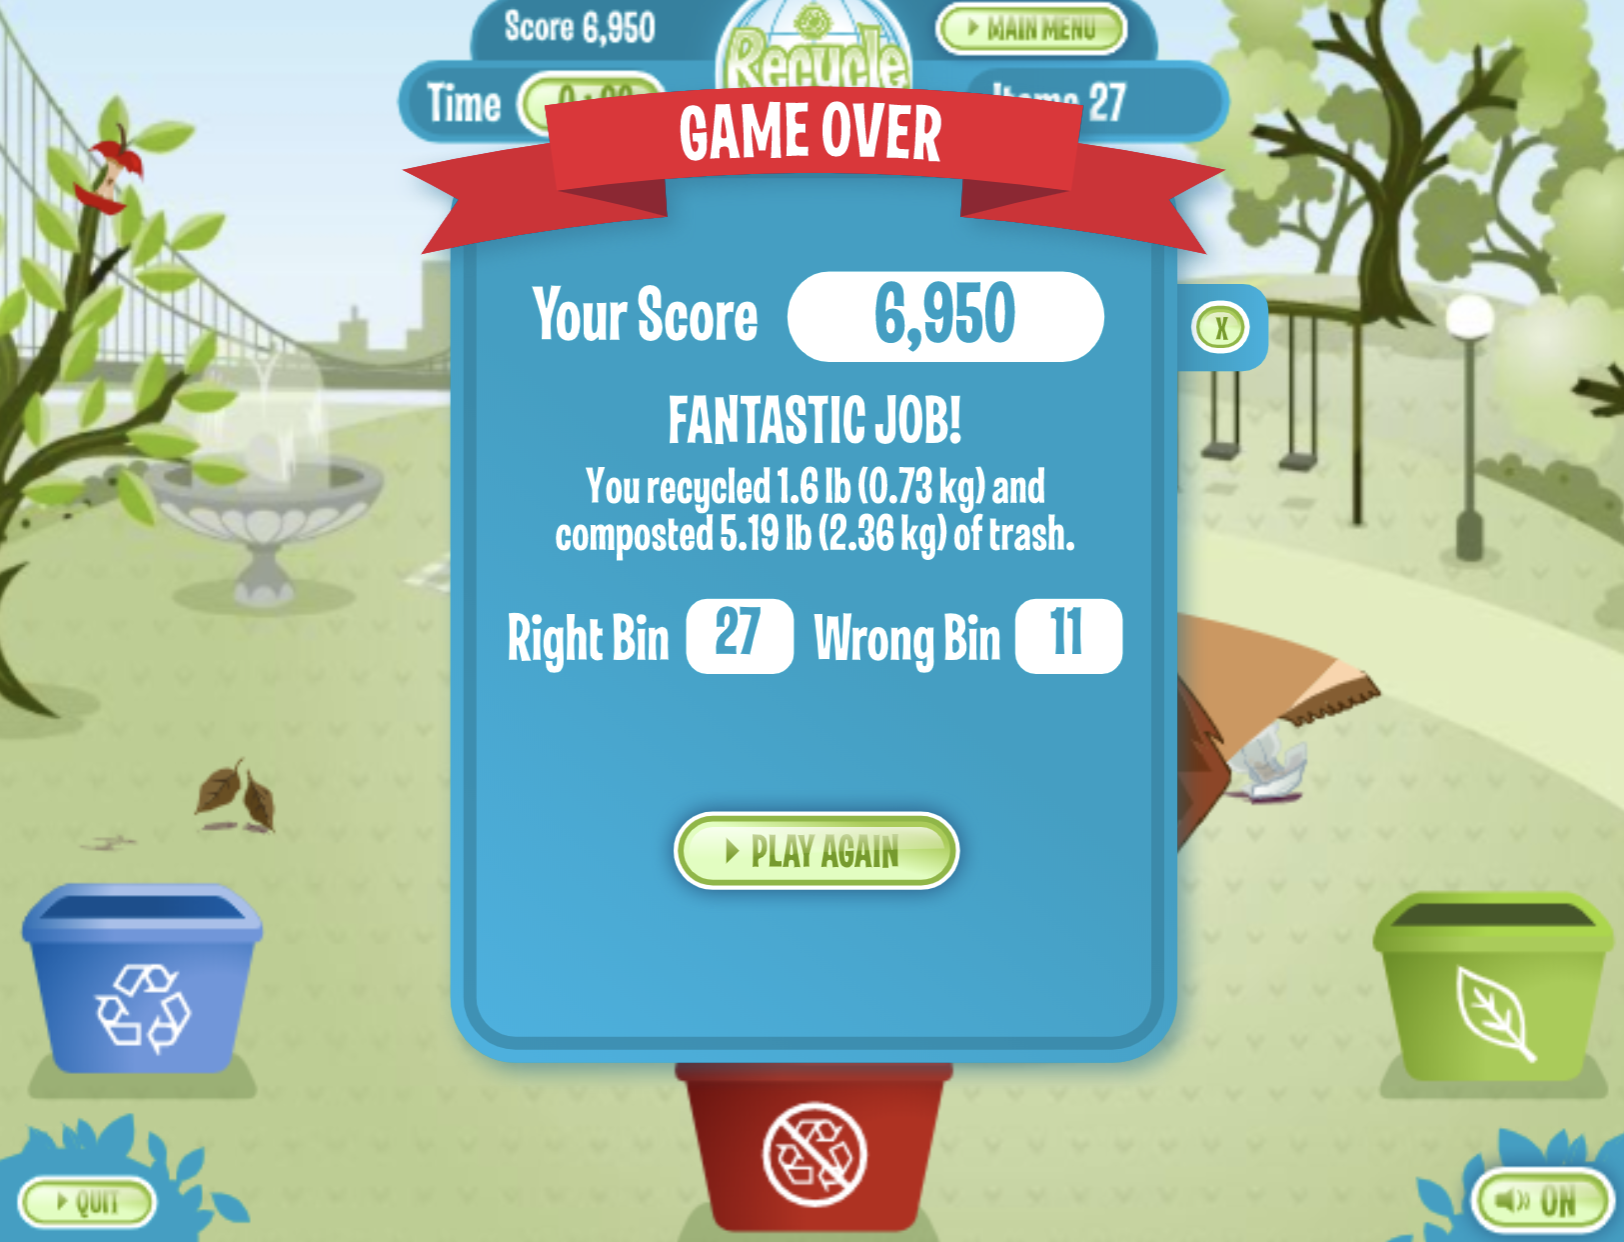 Score 6,950
Recycle
MAIN MENU
Time
Items 27
GAME OVER
Your Score 6,950
X
FANTASTIC JOB!
You recycled 1.6 lb (0.73 kg) and
composted 5.19 lb (2.36 kg) of trash.
Right Bin 27 Wrong Bin 11
PLAY AGAIN
QUIT
ON